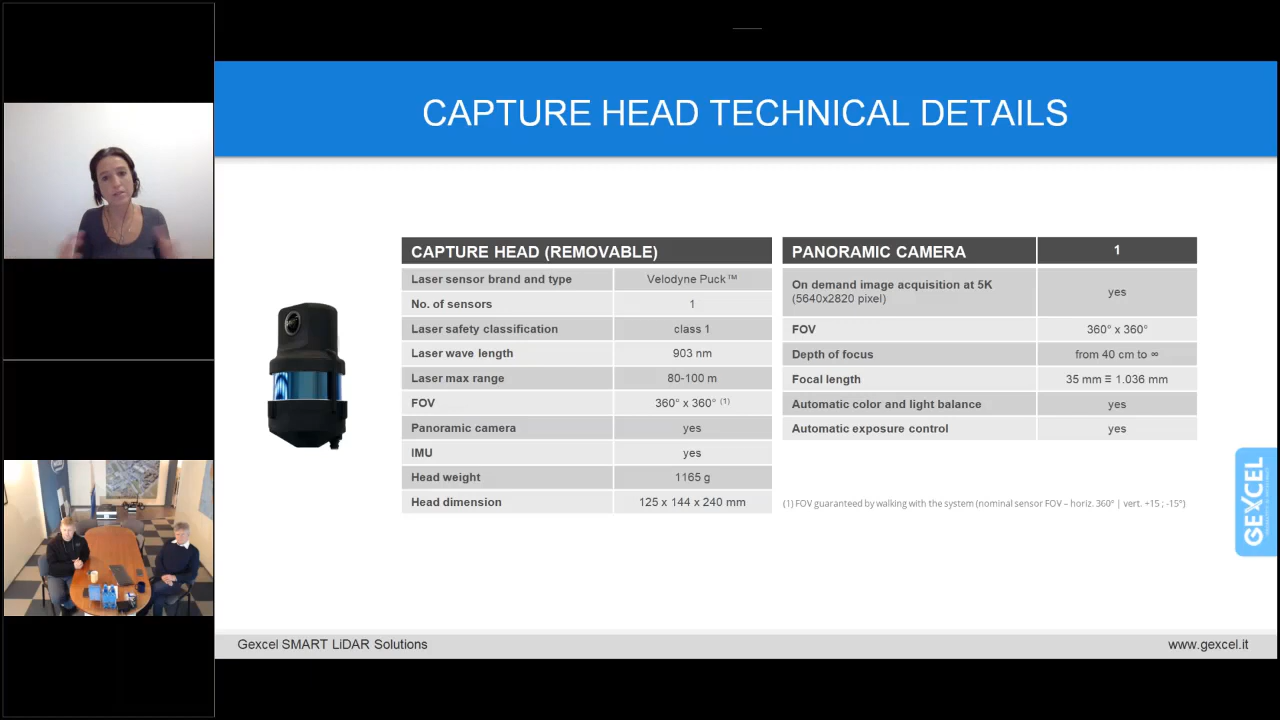 CAPTURE HEAD TECHNICAL DETAILS
CAPTURE HEAD (REMOVABLE)
Laser sensor brand and type Velodyne Puck™
No. of sensors 1
Laser safety classification class 1
Laser wave length 903 nm
Laser max range 80-100 m
FOV 360° x 360° (1)
Panoramic camera yes
IMU yes
Head weight 1165 g
Head dimension 125 x 144 x 240 mm
PANORAMIC CAMERA 1
On demand image acquisition at 5K
(5640x2820 pixel) yes
FOV 360° x 360°
Depth of focus from 40 cm to ∞
Focal length 35 mm ≡ 1.036 mm
Automatic color and light balance yes
Automatic exposure control yes
(1) FOV guaranteed by walking with the system (nominal sensor FOV – horiz. 360° | vert. +15 ; -15°)
GEXCEL
Gexcel SMART LiDAR Solutions
www.gexcel.it